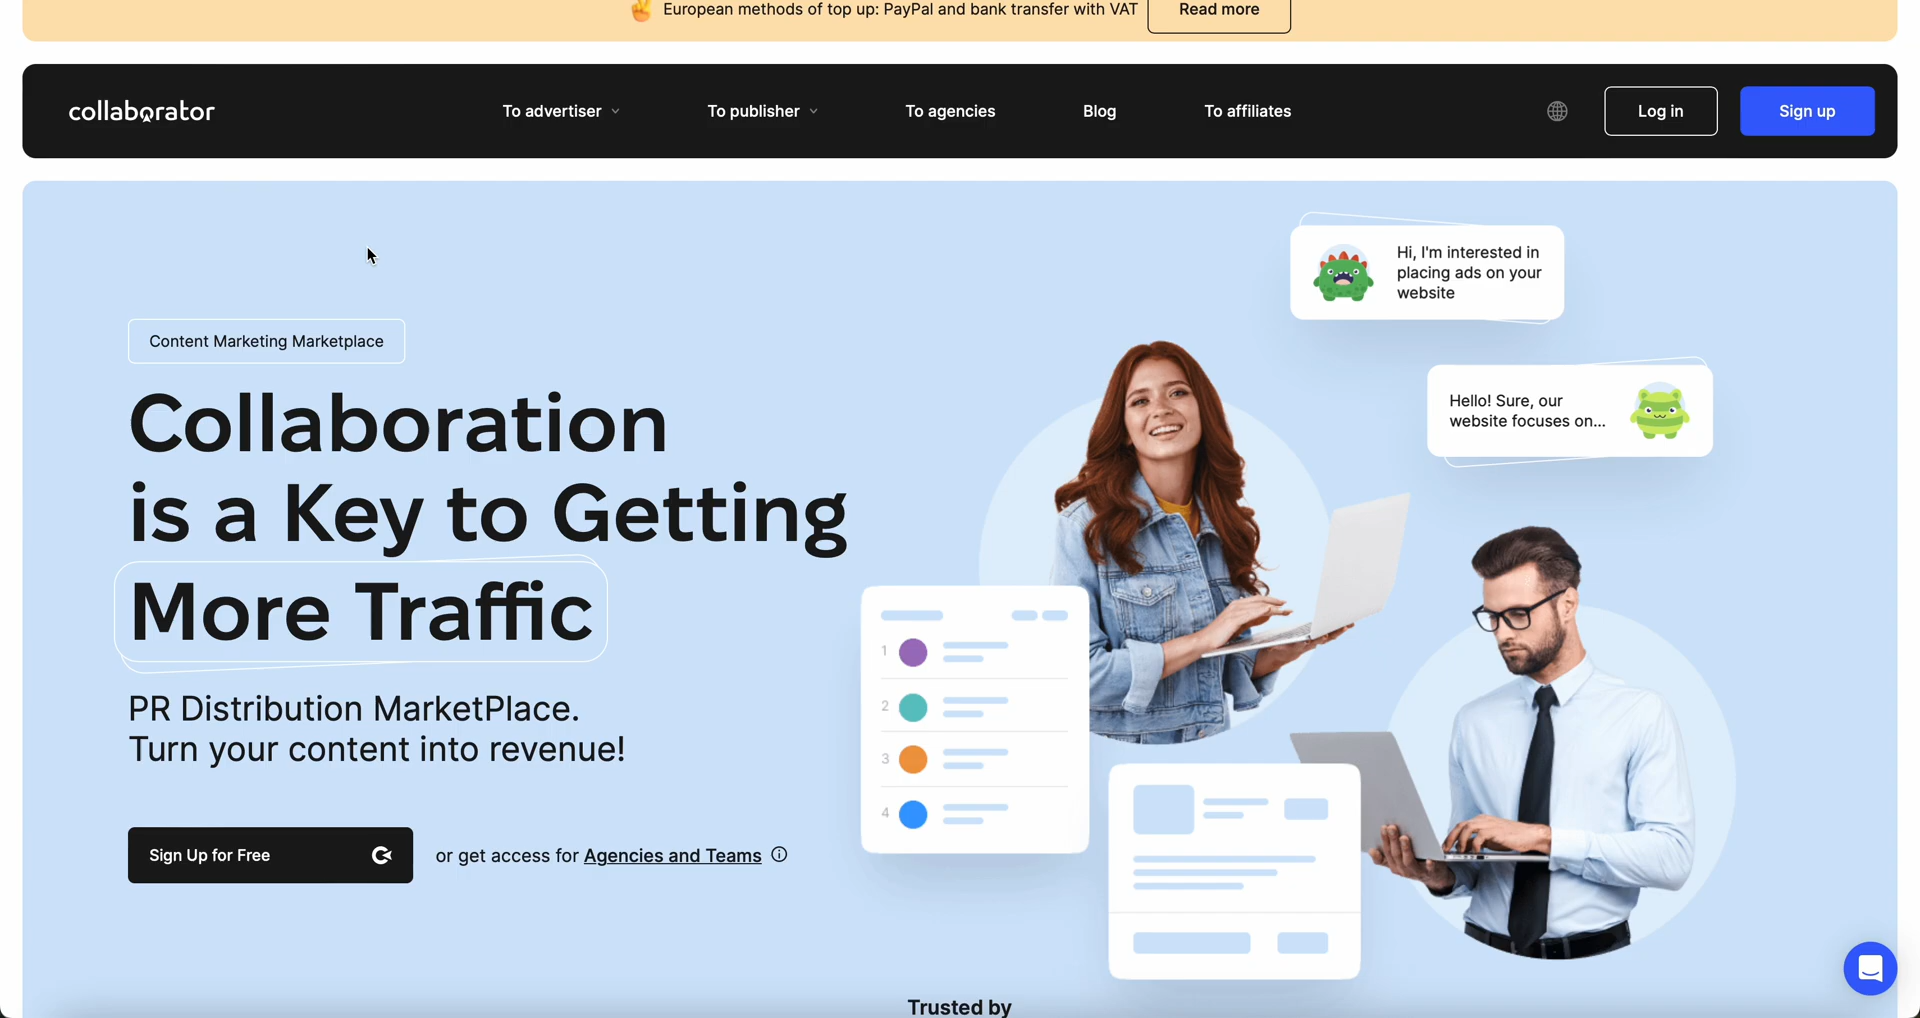 European methods of top up: PayPal and bank transfer with VAT
Read more
collaborator
To advertiser
To publisher
To agencies
Blog
To affiliates
Log in
Sign up
Content Marketing Marketplace
Collaboration
is a Key to Getting
More Traffic
PR Distribution MarketPlace.
Turn your content into revenue!
Sign Up for Free
or get access for Agencies and Teams
Hi, I'm interested in
placing ads on your
website
Hello! Sure, our
website focuses on...
1
2
3
4
Trusted by